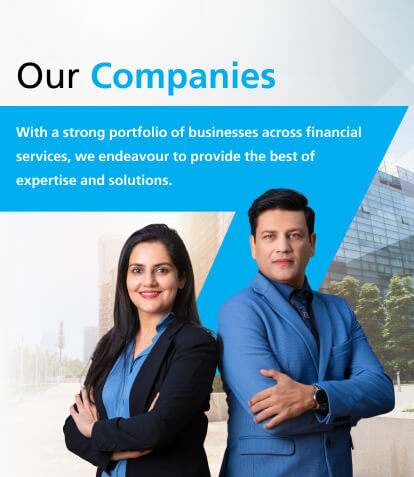 Our Companies
With a strong portfolio of businesses across financial
services, we endeavour to provide the best of
expertise and solutions.